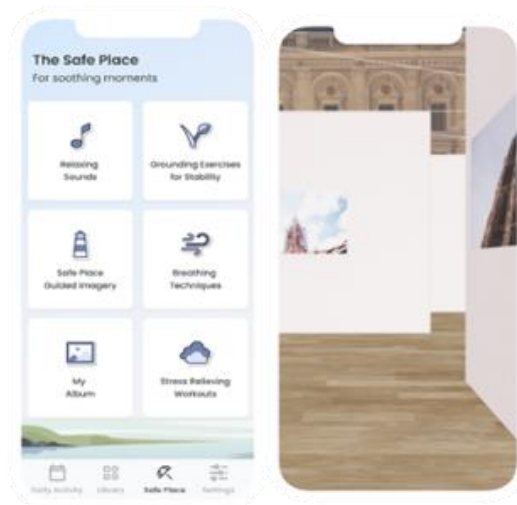 The Safe Place
For soothing moments
Relaxing
Sounds
Grounding Exercises
for Stability
Safe Place
Guided Imagery
Breathing
Techniques
My
Album
Stress Relieving
Workouts
Daily Activity
Library
Safe Place
Settings